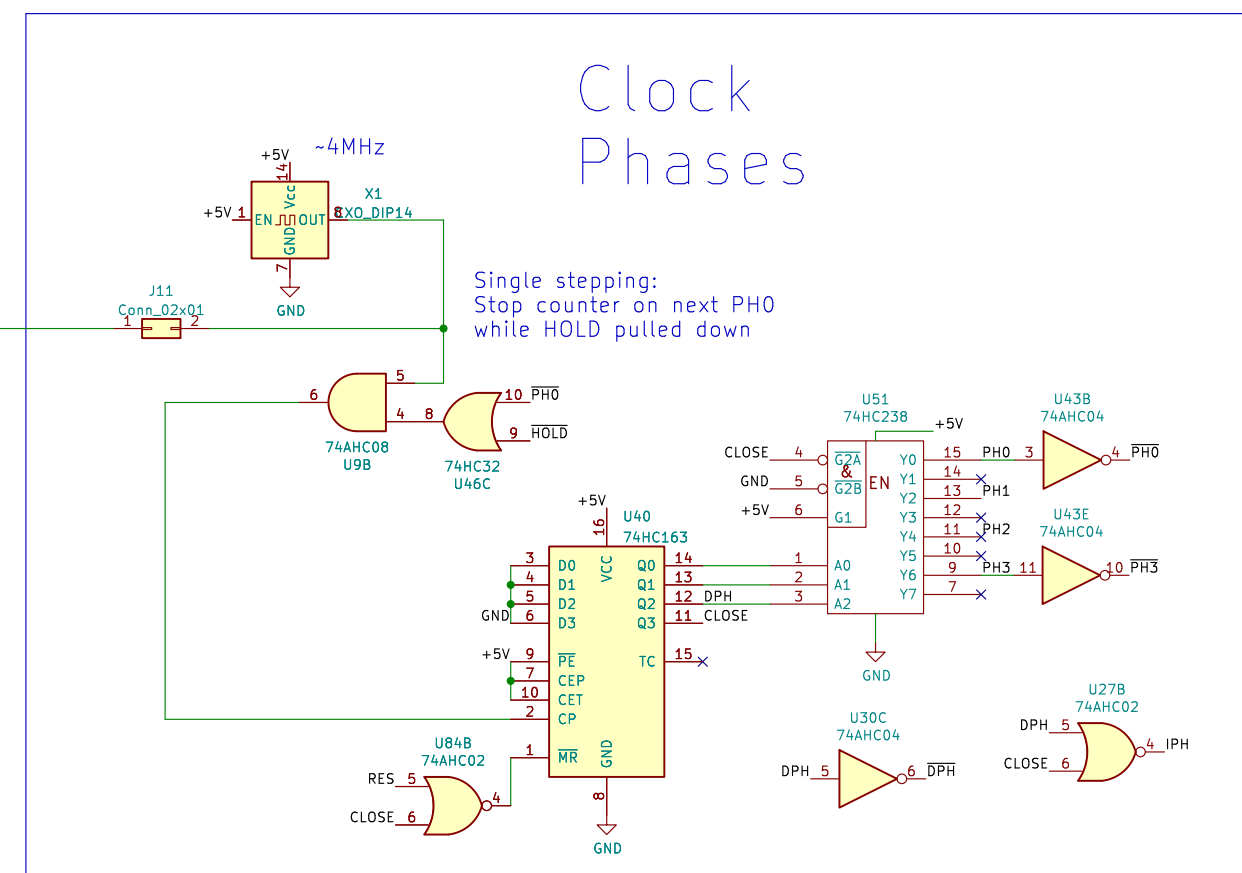 Clock
Phases
+5V
~4MHz
14
Vcc
X1
CXO_DIP14
+5V 1 EN OUT 8
GND
7
GND
Single stepping:
Stop counter on next PH0
while HOLD pulled down
J11
Conn_02x01
1 2
5
6
4
74AHC08
U9B
8
10 PH0
9 HOLD
74HC32
U46C
U51
74HC238
+5V
CLOSE 4 G2A
GND 5 G2B
+5V 6 G1
&
EN
Y0 15 PH0
Y1 14
Y2 13 PH1
Y3 12
Y4 11 PH2
Y5 10
Y6 9 PH3
Y7 7
1 A0
2 A1
3 A2
GND
U43B
74AHC04
3 4 PH0
U43E
74AHC04
11 10 PH3
+5V
16
VCC
U40
74HC163
3 D0 Q0 14
4 D1 Q1 13
5 D2 Q2 12 DPH
GND 6 D3 Q3 11 CLOSE
+5V 9 PE TC 15
7 CEP
10 CET
2 CP
1 MR
GND
8
GND
U84B
74AHC02
RES 5
4
CLOSE 6
U30C
74AHC04
DPH 5 6 DPH
U27B
74AHC02
DPH 5
4 IPH
CLOSE 6